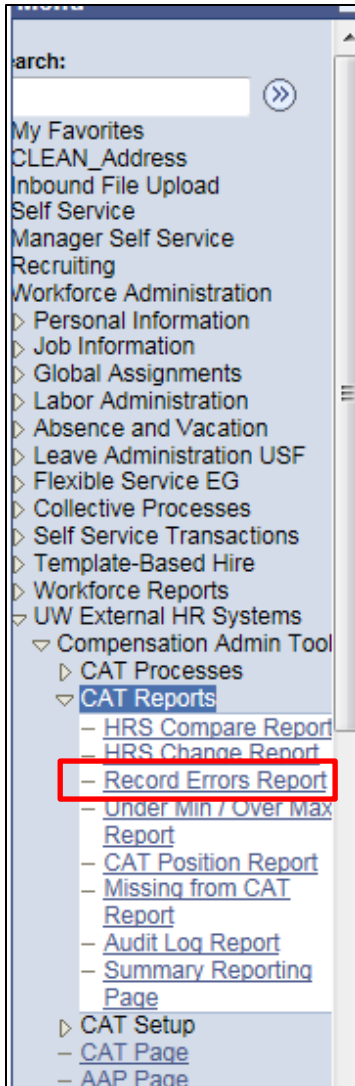 Menu
earch:
My Favorites
CLEAN_Address
Inbound File Upload
Self Service
Manager Self Service
Recruiting
Workforce Administration
Personal Information
Job Information
Global Assignments
Labor Administration
Absence and Vacation
Leave Administration USF
Flexible Service EG
Collective Processes
Self Service Transactions
Template-Based Hire
Workforce Reports
UW External HR Systems
Compensation Admin Tool
CAT Processes
CAT Reports
– HRS Compare Report
– HRS Change Report
– Record Errors Report
– Under Min / Over Max
Report
– CAT Position Report
– Missing from CAT
Report
– Audit Log Report
– Summary Reporting
Page
CAT Setup
– CAT Page
– AAP Page